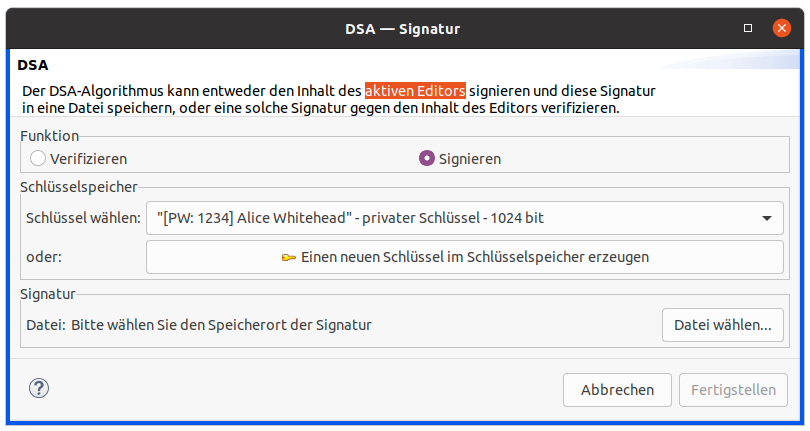 DSA — Signatur
DSA
Der DSA-Algorithmus kann entweder den Inhalt des aktiven Editors signieren und diese Signatur
in eine Datei speichern, oder eine solche Signatur gegen den Inhalt des Editors verifizieren.
Funktion
Verifizieren
Signieren
Schlüsselspeicher
Schlüssel wählen:
"[PW: 1234] Alice Whitehead" - privater Schlüssel - 1024 bit
oder:
Einen neuen Schlüssel im Schlüsselspeicher erzeugen
Signatur
Datei: Bitte wählen Sie den Speicherort der Signatur
Datei wählen...
?
Abbrechen
Fertigstellen